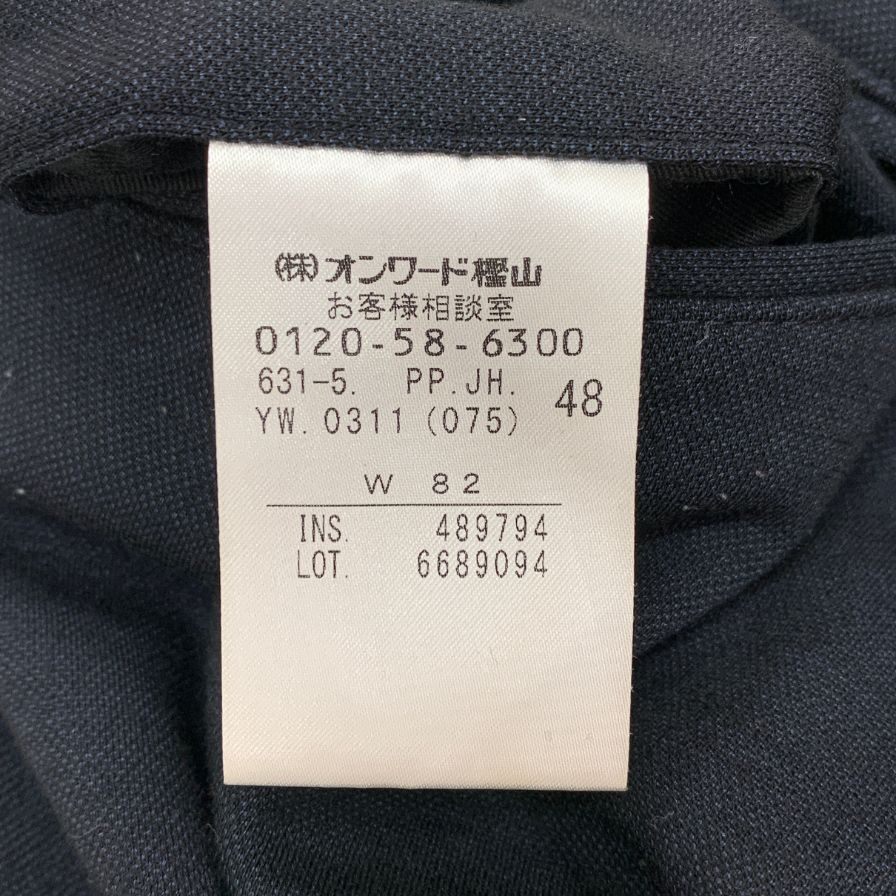 (株)オンワード樫山
お客様相談室
0120-58-6300
631-5. PP.JH. 48
YW.0311(075)
W 82
INS. 489794
LOT. 6689094